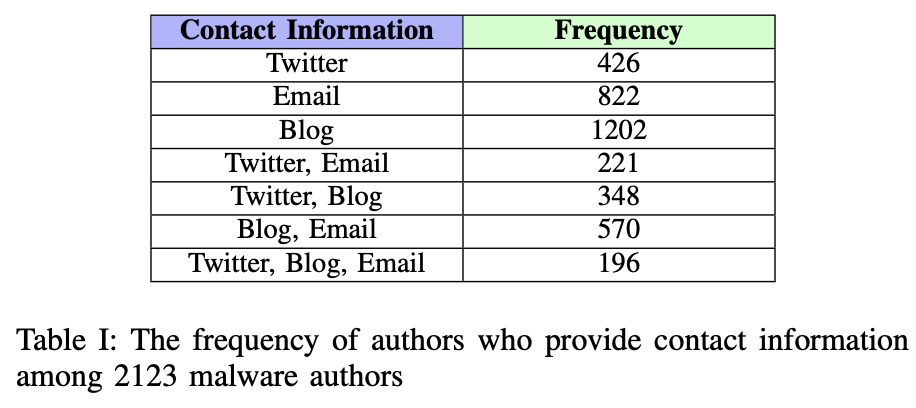 Contact Information Frequency
Twitter 426
Email 822
Blog 1202
Twitter, Email 221
Twitter, Blog 348
Blog, Email 570
Twitter, Blog, Email 196
Table I: The frequency of authors who provide contact information
among 2123 malware authors